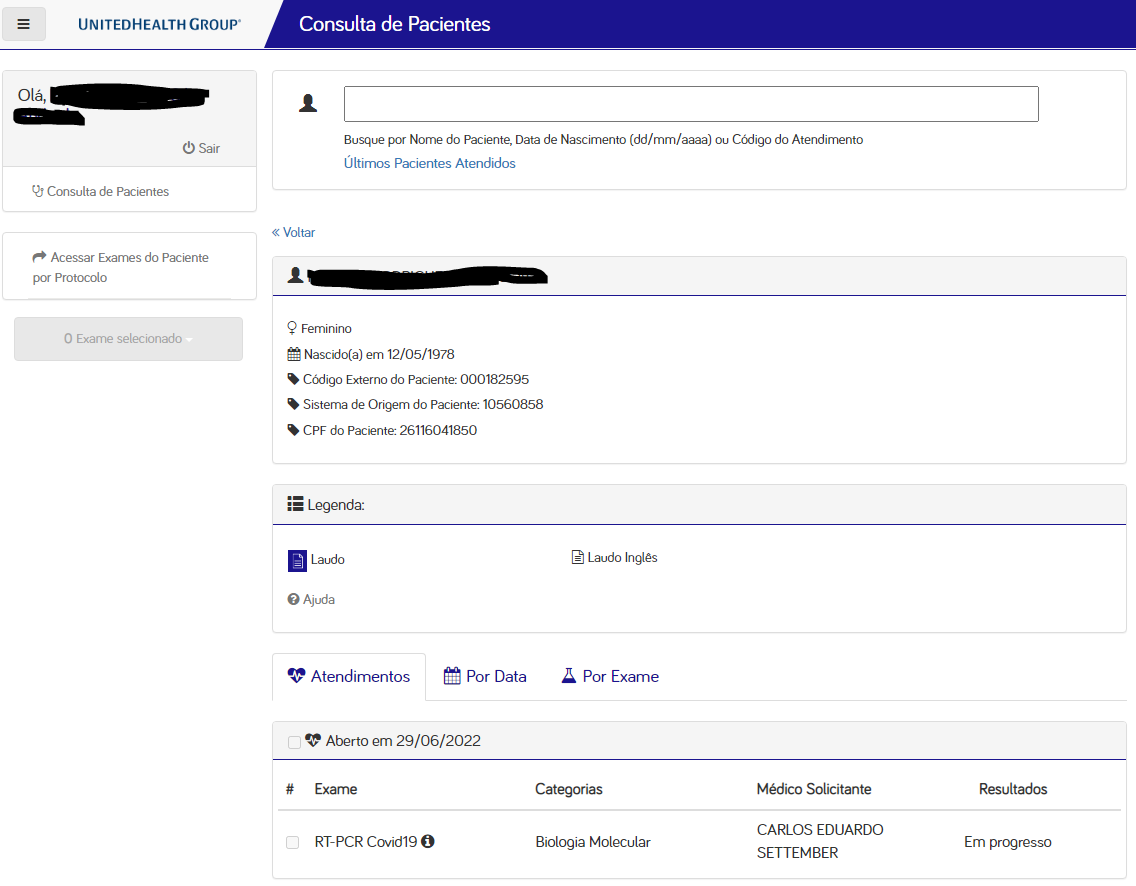 UNITEDHEALTH GROUP®
Consulta de Pacientes
Olá,
Sair
Consulta de Pacientes
Acessar Exames do Paciente
por Protocolo
0 Exame selecionado
Busque por Nome do Paciente, Data de Nascimento (dd/mm/aaaa) ou Código do Atendimento
Últimos Pacientes Atendidos
« Voltar
Feminino
Nascido(a) em 12/05/1978
Código Externo do Paciente: 000182595
Sistema de Origem do Paciente: 10560858
CPF do Paciente: 26116041850
Legenda:
Laudo
Laudo Inglês
Ajuda
Atendimentos
Por Data
Por Exame
Aberto em 29/06/2022
# Exame Categorias Médico Solicitante Resultados
RT-PCR Covid19 Biologia Molecular CARLOS EDUARDO SETTEMBER Em progresso